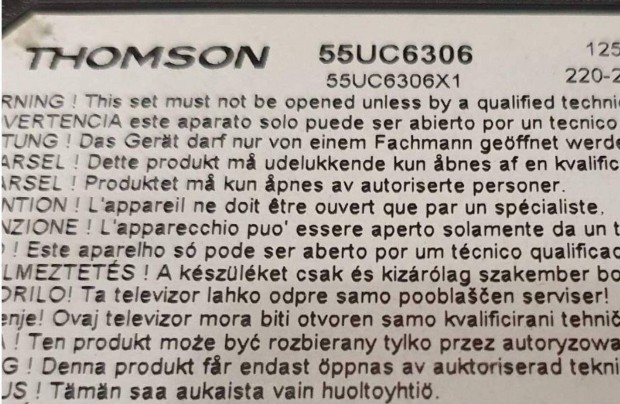 THOMSON 55UC6306 125
55UC6306X1 220-2
RNING ! This set must not be opened unless by a qualified techni
VERTENCIA este aparato solo puede ser abierto por un tecnico
TUNG ! Das Gerät darf nur von einem Fachmann geöffnet werde
ARSEL ! Dette produkt må udelukkende kun åbnes af en kvalific
ARSEL ! Produktet må kun åpnes av autoriserte personer.
NTION ! L'appareil ne doit être ouvert que par un spécialiste.
NZIONE ! L'apparecchio puo' essere aperto solamente da un t
! Este aparelho só pode ser aberto por um técnico qualificad
LMEZTETÉS ! A készüléket csak és kizárólag szakember bo
ORILO! Ta televizor lahko odpre samo pooblaščen serviser!
enje! Ovaj televizor mora biti otvoren samo kvalificirani tehnič
A ! Ten produkt może być rozbierany tylko przez autoryzowa
G ! Denna produkt får endast öppnas av auktoriserad tekni
US ! Tämän saa aukaista vain huoltoyhtiö.